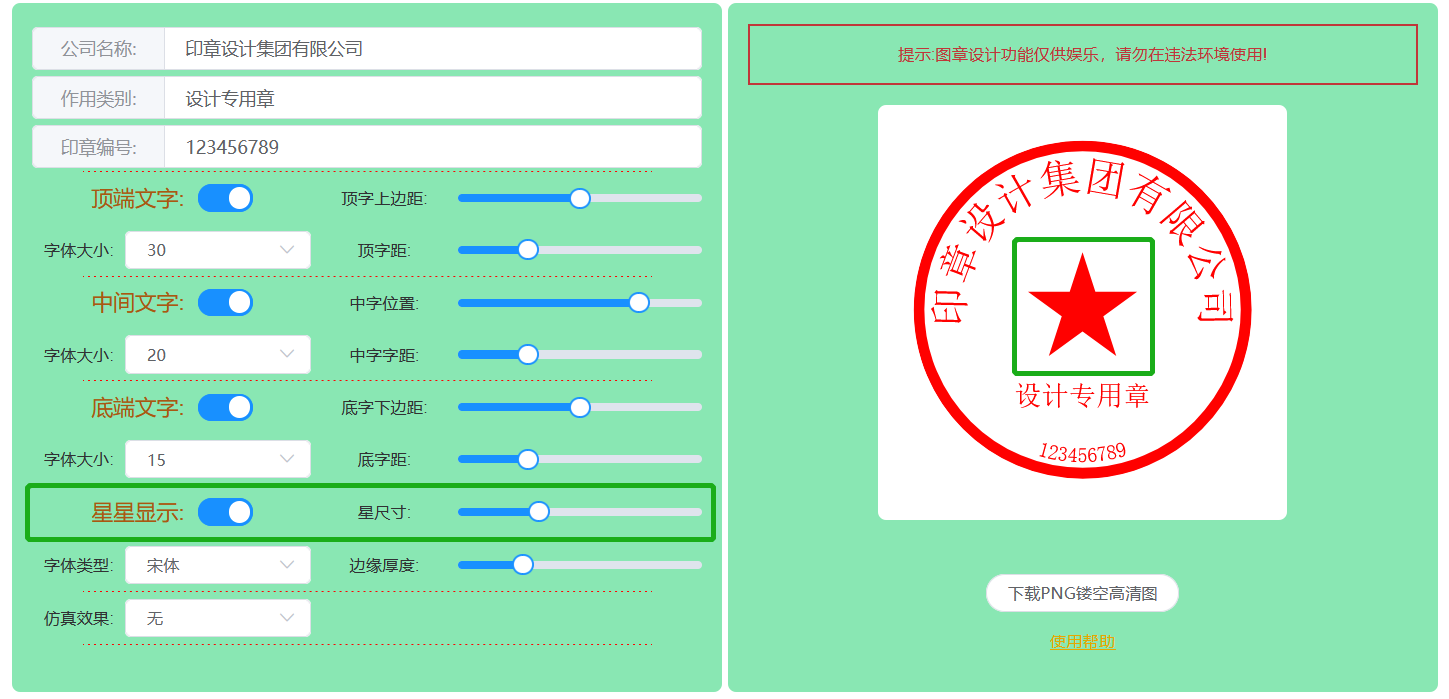 公司名称: 印章设计集团有限公司
作用类别: 设计专用章
印章编号: 123456789
顶端文字: 顶字上边距:
字体大小: 30 顶字距:
中间文字: 中字位置:
字体大小: 20 中字字距:
底端文字: 底字下边距:
字体大小: 15 底字距:
星星显示: 星尺寸:
字体类型: 宋体 边缘厚度:
仿真效果: 无
提示:图章设计功能仅供娱乐，请勿在违法环境使用!
印章设计集团有限公司
设计专用章
123456789
下载PNG镂空高清图
使用帮助